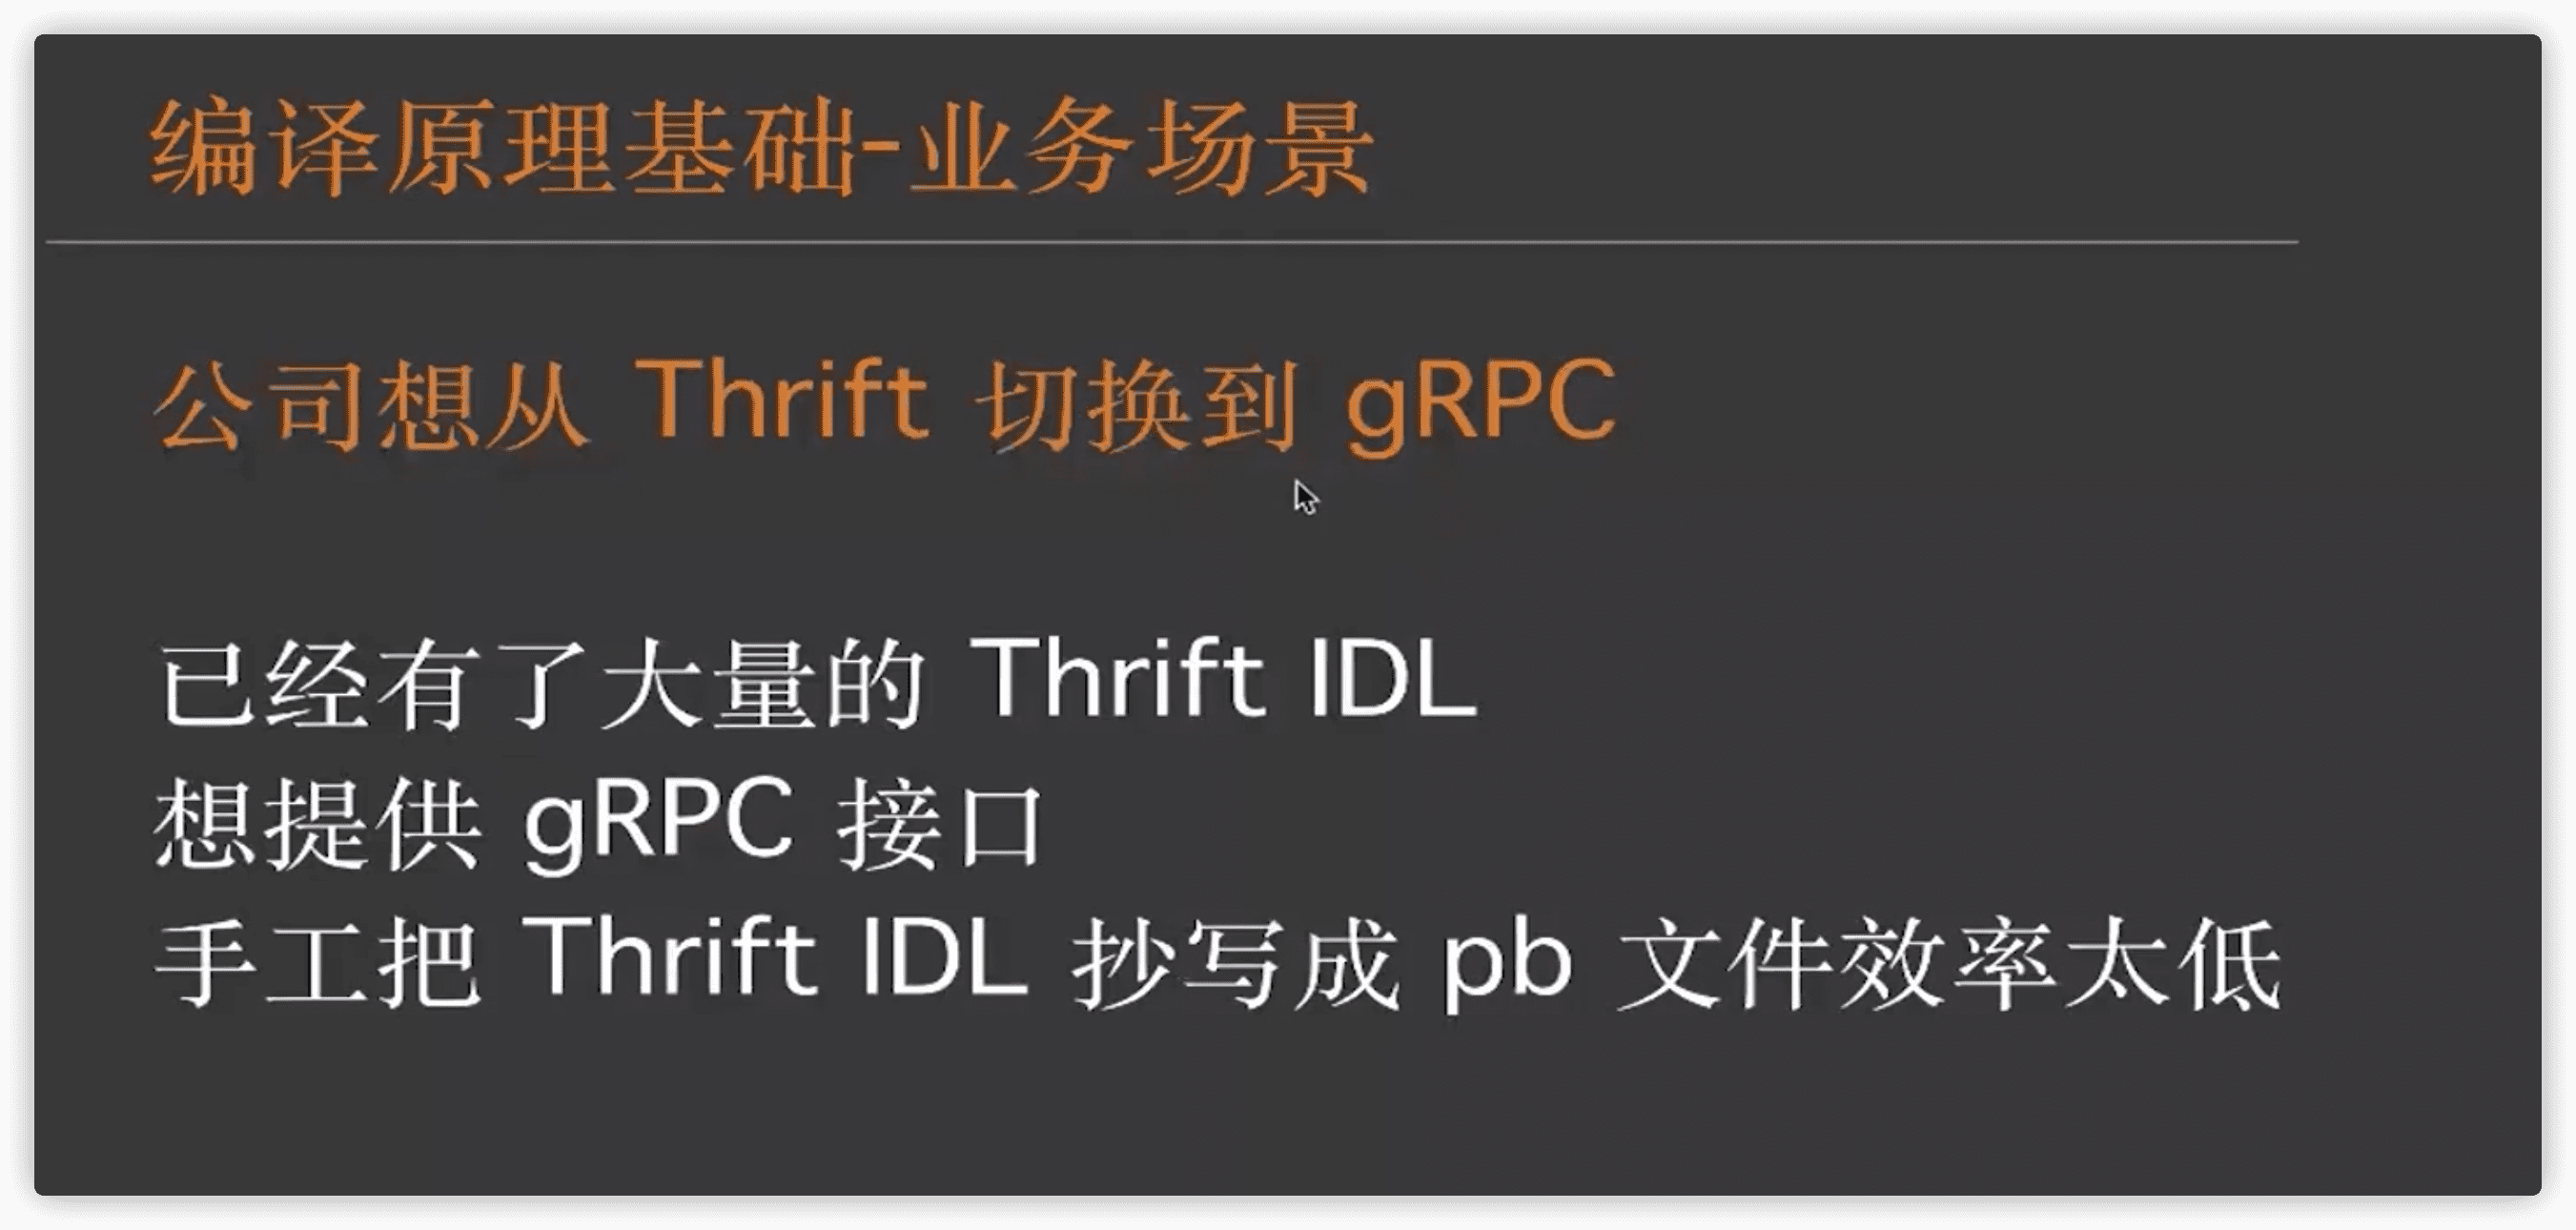 编译原理基础-业务场景
公司想从 Thrift 切换到 gRPC
已经有了大量的 Thrift IDL
想提供 gRPC 接口
手工把 Thrift IDL 抄写成 pb 文件效率太低